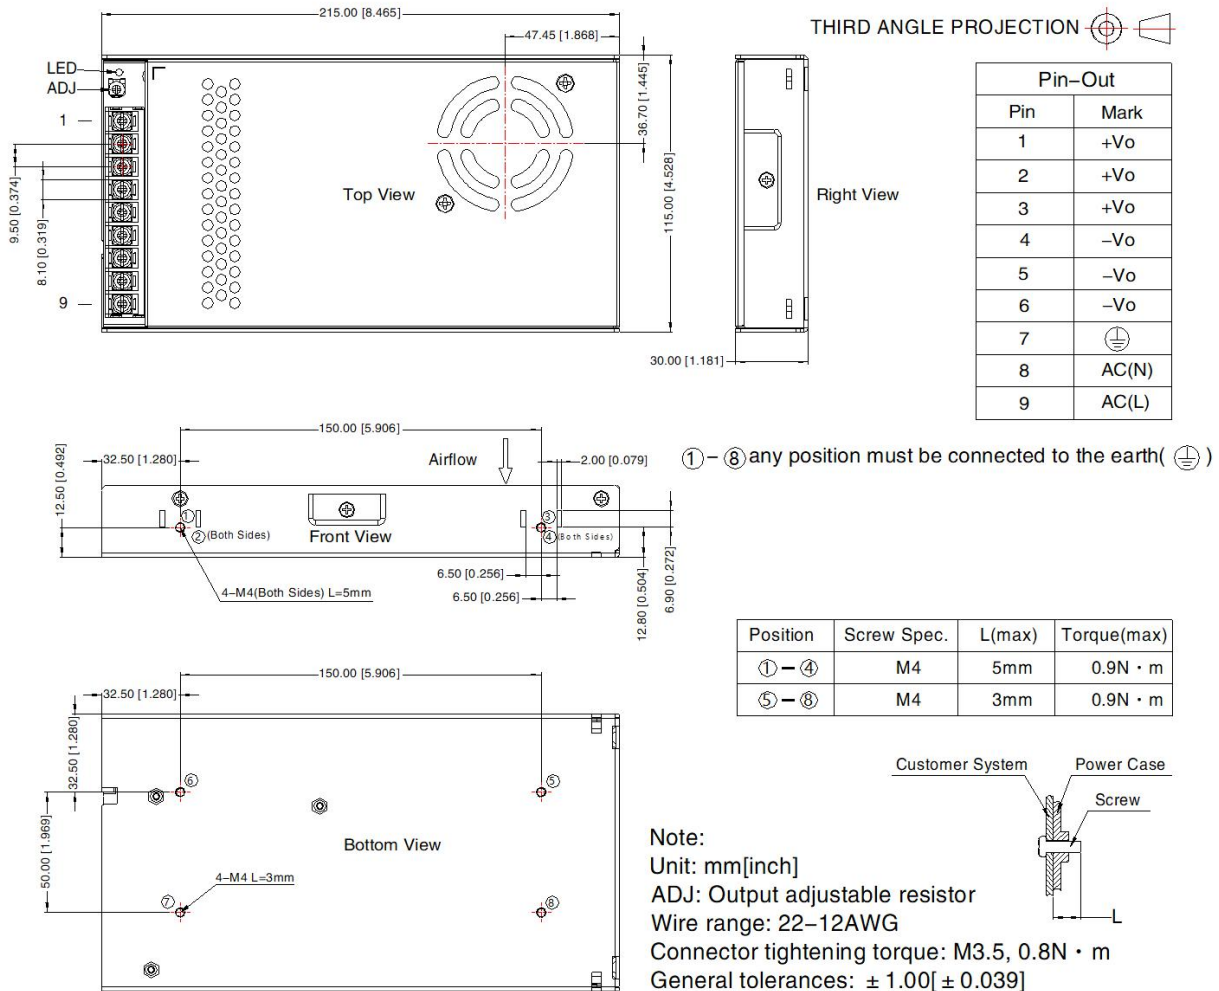 THIRD ANGLE PROJECTION
215.00 [8.465]
47.45 [1.868]
36.70 [1.445]
115.00 [4.528]
LED
ADJ
1
9
9.50 [0.374]
8.10 [0.319]
Top View
Right View
30.00 [1.181]
Pin–Out
Pin Mark
1 +Vo
2 +Vo
3 +Vo
4 –Vo
5 –Vo
6 –Vo
7
8 AC(N)
9 AC(L)
150.00 [5.906]
32.50 [1.280]
12.50 [0.492]
Airflow
2.00 [0.079]
① – ⑧ any position must be connected to the earth( )
①
② (Both Sides)
Front View
③
④ (Both Sides)
6.50 [0.256]
6.50 [0.256]
12.80 [0.504]
6.90 [0.272]
4–M4(Both Sides) L=5mm
Position Screw Spec. L(max) Torque(max)
① – ④ M4 5mm 0.9N · m
⑤ – ⑧ M4 3mm 0.9N · m
150.00 [5.906]
32.50 [1.280]
32.50 [1.280]
50.00 [1.969]
⑥
⑤
Bottom View
4–M4 L=3mm
⑦
⑧
Customer System
Power Case
Screw
L
Note:
Unit: mm[inch]
ADJ: Output adjustable resistor
Wire range: 22–12AWG
Connector tightening torque: M3.5, 0.8N · m
General tolerances: ± 1.00[ ± 0.039]